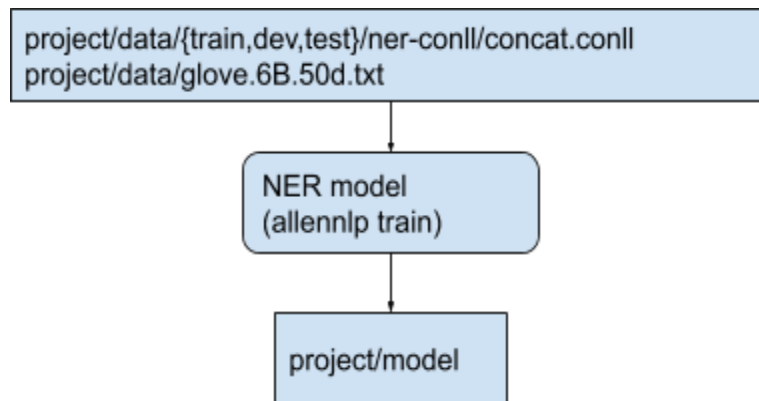 project/data/{train,dev,test}/ner-conll/concat.conll
project/data/glove.6B.50d.txt
NER model
(allennlp train)
project/model